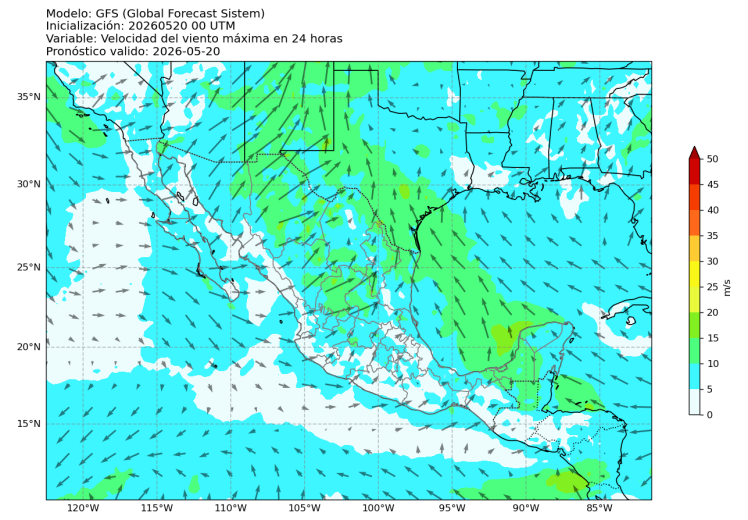 Modelo: GFS (Global Forecast Sistem)
Inicialización: 20260520 00 UTM
Variable: Velocidad del viento máxima en 24 horas
Pronóstico valido: 2026-05-20
35°N
30°N
25°N
20°N
15°N
120°W 115°W 110°W 105°W 100°W 95°W 90°W 85°W
50
45
40
35
30
25
20
15
10
5
0
m/s